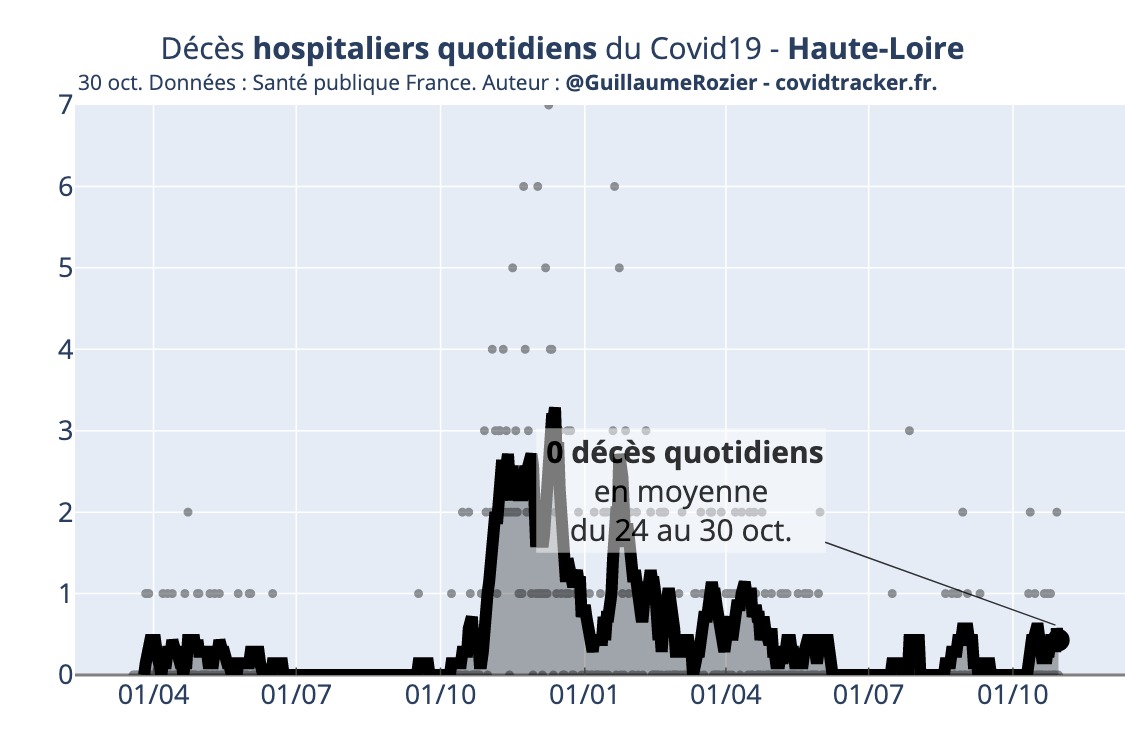 Décès hospitaliers quotidiens du Covid19 - Haute-Loire
30 oct. Données : Santé publique France. Auteur : @GuillaumeRozier - covidtracker.fr.
7
6
5
4
3
0 décès quotidiens
en moyenne
2
du 24 au 30 oct.
1
0
01/04 01/07 01/10 01/01 01/04 01/07 01/10